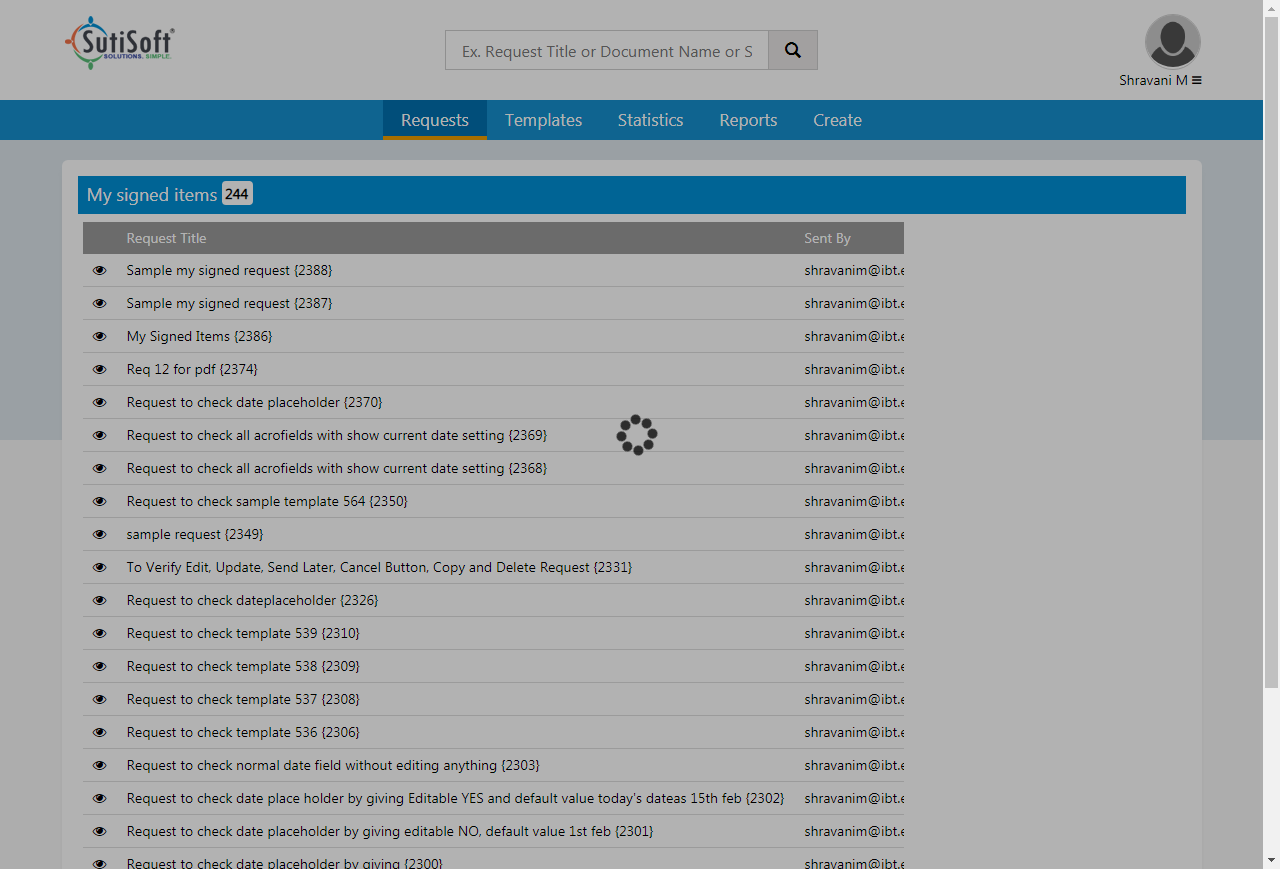 SutiSoft®
SOLUTIONS. SIMPLE.
Ex. Request Title or Document Name or S
Shravani M
Requests Templates Statistics Reports Create
My signed items 244
Request Title Sent By
Sample my signed request {2388} shravanim@ibt.e
Sample my signed request {2387} shravanim@ibt.e
My Signed Items {2386} shravanim@ibt.e
Req 12 for pdf {2374} shravanim@ibt.e
Request to check date placeholder {2370} shravanim@ibt.e
Request to check all acrofields with show current date setting {2369} shravanim@ibt.e
Request to check all acrofields with show current date setting {2368} shravanim@ibt.e
Request to check sample template 564 {2350} shravanim@ibt.e
sample request {2349} shravanim@ibt.e
To Verify Edit, Update, Send Later, Cancel Button, Copy and Delete Request {2331} shravanim@ibt.e
Request to check dateplaceholder {2326} shravanim@ibt.e
Request to check template 539 {2310} shravanim@ibt.e
Request to check template 538 {2309} shravanim@ibt.e
Request to check template 537 {2308} shravanim@ibt.e
Request to check template 536 {2306} shravanim@ibt.e
Request to check normal date field without editing anything {2303} shravanim@ibt.e
Request to check date place holder by giving Editable YES and default value today's dateas 15th feb {2302} shravanim@ibt.e
Request to check date placeholder by giving editable NO, default value 1st feb {2301} shravanim@ibt.e
Request to check date placeholder by giving {2300} shravanim@ibt.e